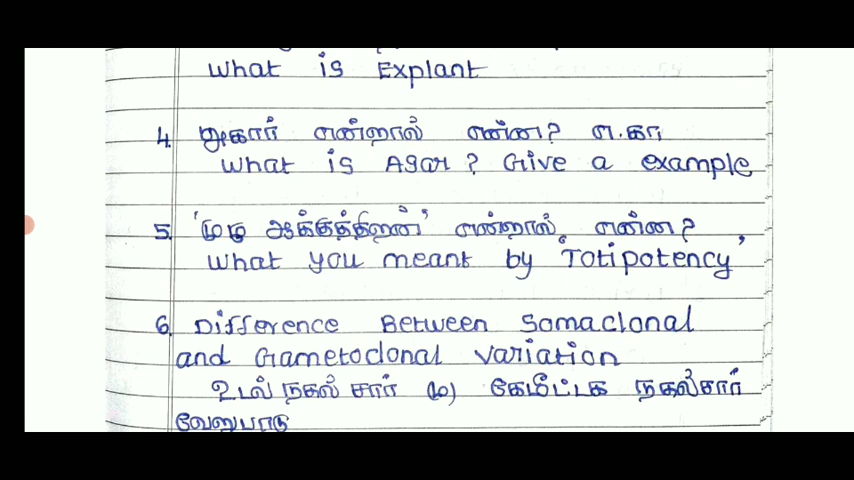 What is Explant
4. அகார் என்றால் என்ன? எ.கா
What is Agar? Give a example
5. 'முழு ஆக்குத்திறன்' என்றால் என்ன?
What you meant by 'Totipotency'
6. Difference Between Somaclonal
and Gametoclonal variation
உடல் நகல் சார் (ம) கேமீட்டக நகல்சார்
வேறுபாடு